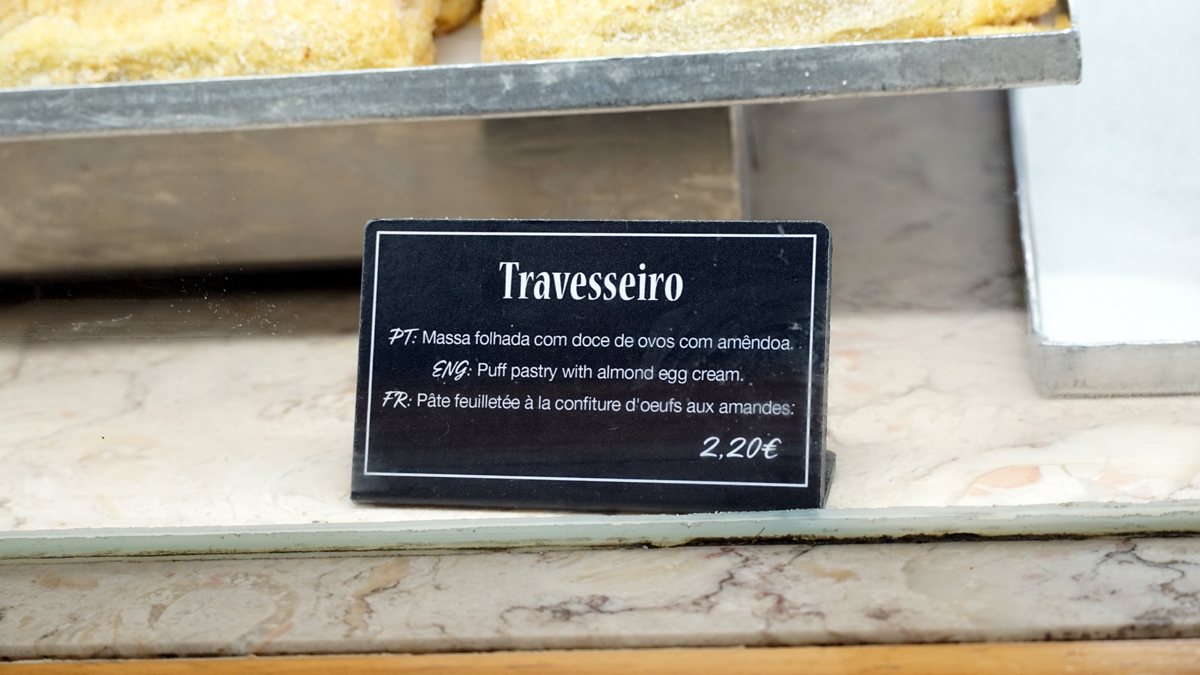 Travesseiro
PT: Massa folhada com doce de ovos com amêndoa.
ENG: Puff pastry with almond egg cream.
FR: Pâte feuilletée à la confiture d'oeufs aux amandes.
2,20€